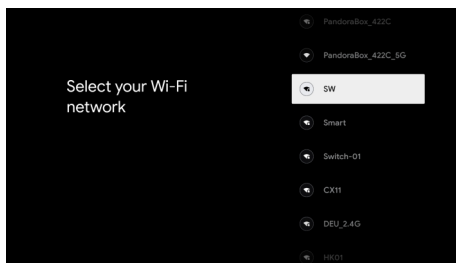 Select your Wi-Fi
network
PandoraBox_422C
PandoraBox_422C_5G
SW
Smart
Switch-01
CX11
DEU_2.4G
HK01